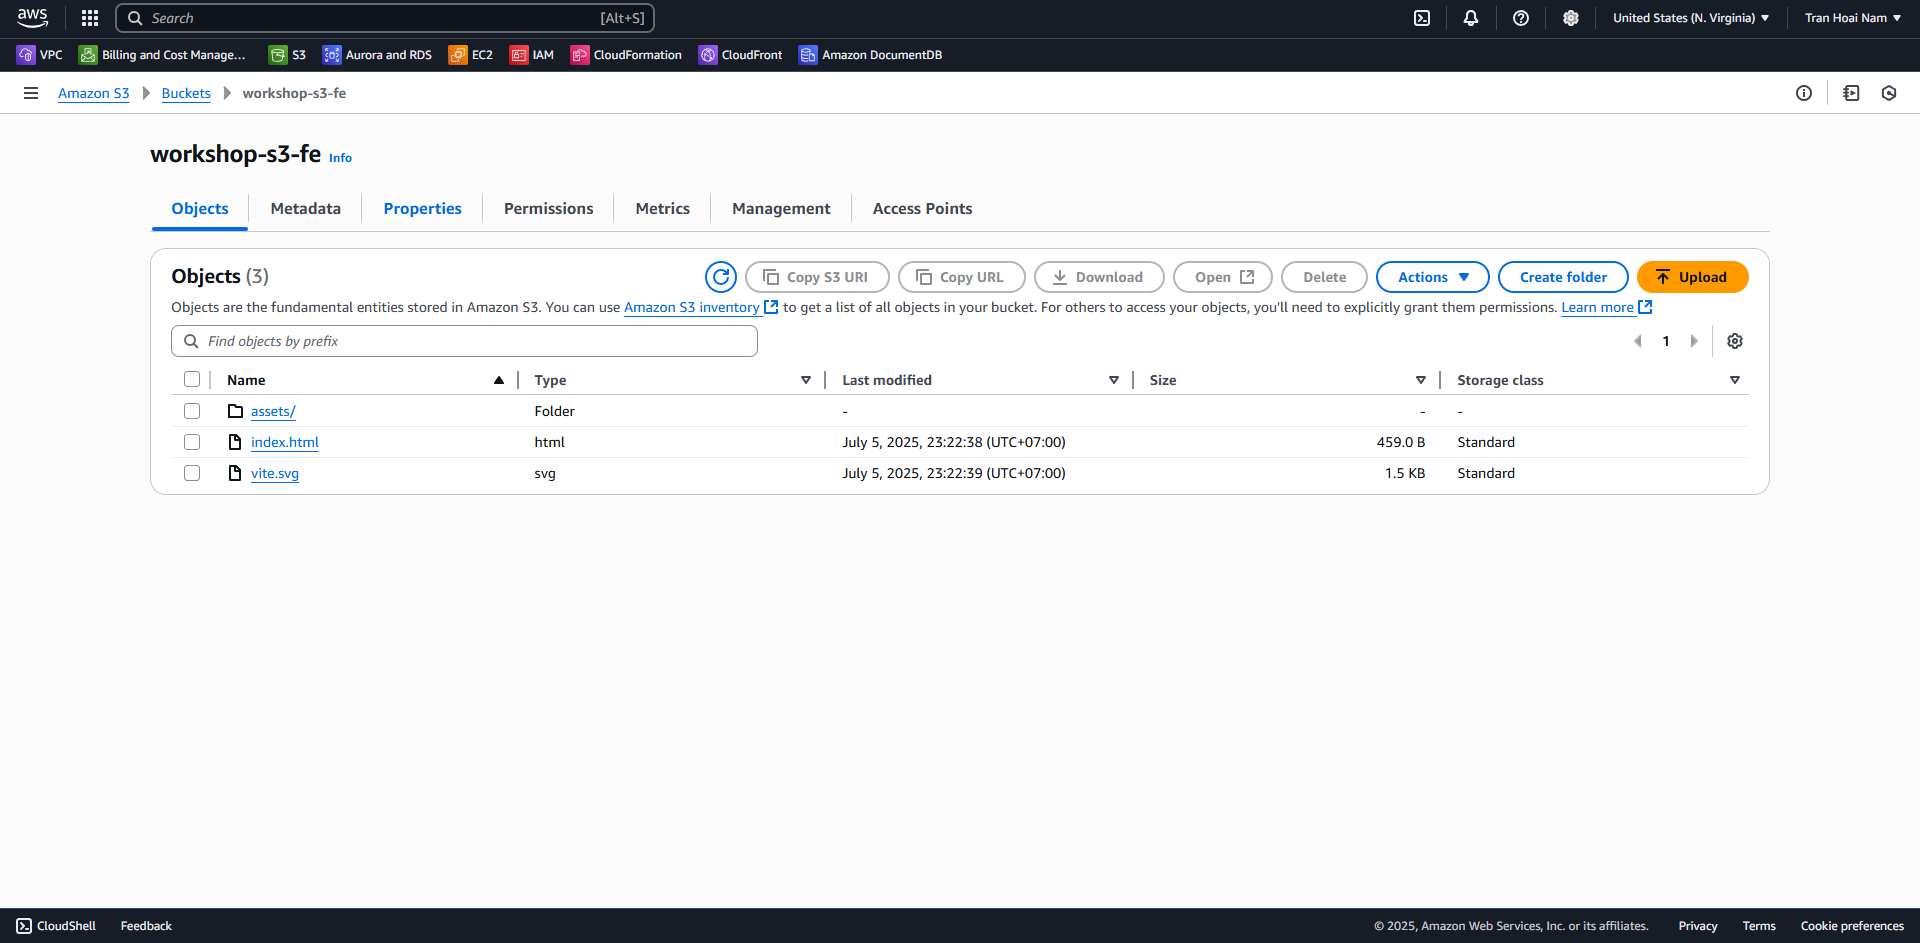 aws Search [Alt+S] United States (N. Virginia) Tran Hoai Nam
VPC Billing and Cost Manage... S3 Aurora and RDS EC2 IAM CloudFormation CloudFront Amazon DocumentDB
Amazon S3 Buckets workshop-s3-fe
workshop-s3-fe Info
Objects Metadata Properties Permissions Metrics Management Access Points
Objects (3) Copy S3 URI Copy URL Download Open Delete Actions Create folder Upload
Objects are the fundamental entities stored in Amazon S3. You can use Amazon S3 inventory to get a list of all objects in your bucket. For others to access your objects, you'll need to explicitly grant them permissions. Learn more
Find objects by prefix 1
Name Type Last modified Size Storage class
assets/ Folder - - -
index.html html July 5, 2025, 23:22:38 (UTC+07:00) 459.0 B Standard
vite.svg svg July 5, 2025, 23:22:39 (UTC+07:00) 1.5 KB Standard
CloudShell Feedback © 2025, Amazon Web Services, Inc. or its affiliates. Privacy Terms Cookie preferences